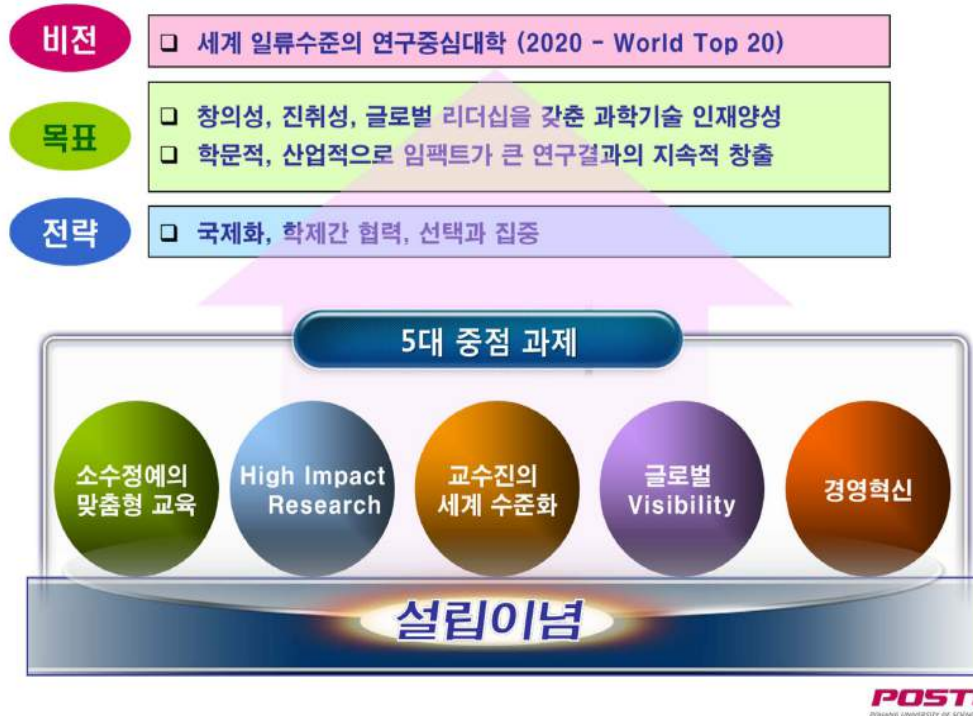 비전
❑ 세계 일류수준의 연구중심대학 (2020 - World Top 20)
목표
❑ 창의성, 진취성, 글로벌 리더십을 갖춘 과학기술 인재양성
❑ 학문적, 산업적으로 임팩트가 큰 연구결과의 지속적 창출
전략
❑ 국제화, 학제간 협력, 선택과 집중
5대 중점 과제
소수정예의
맞춤형 교육
High Impact
Research
교수진의
세계 수준화
글로벌
Visibility
경영혁신
설립이념
POST
POHANG UNIVERSITY OF SCIENC